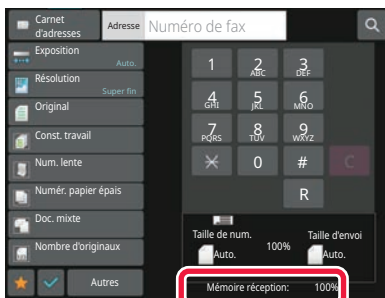 Carnet
d'adresses
Adresse
Numéro de fax
Exposition
Auto.
Résolution
Super fin
Original
Const. travail
Num. lente
Numér. papier
épais
Doc. mixte
Nombre d'originaux
Autres
1
2
ABC
3
DEF
4
GHI
5
JKL
6
MNO
7
PQRS
8
TUV
9
WXYZ
0
#
C
R
Taille de num.
Auto.
100%
Taille d'envoi
Auto.
Mémoire réception: 100%